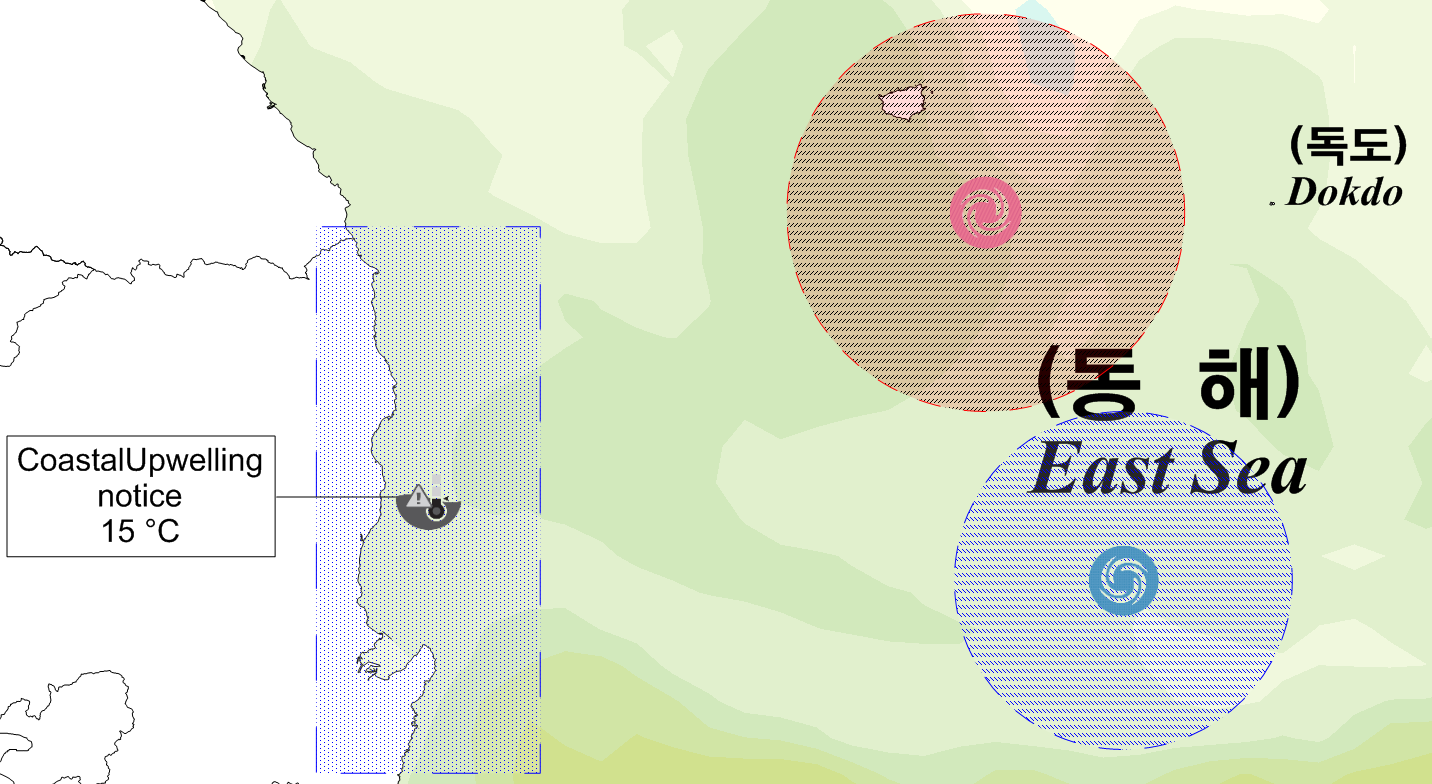 (독도)
Dokdo
(동 해)
East Sea
CoastalUpwelling
notice
15 °C